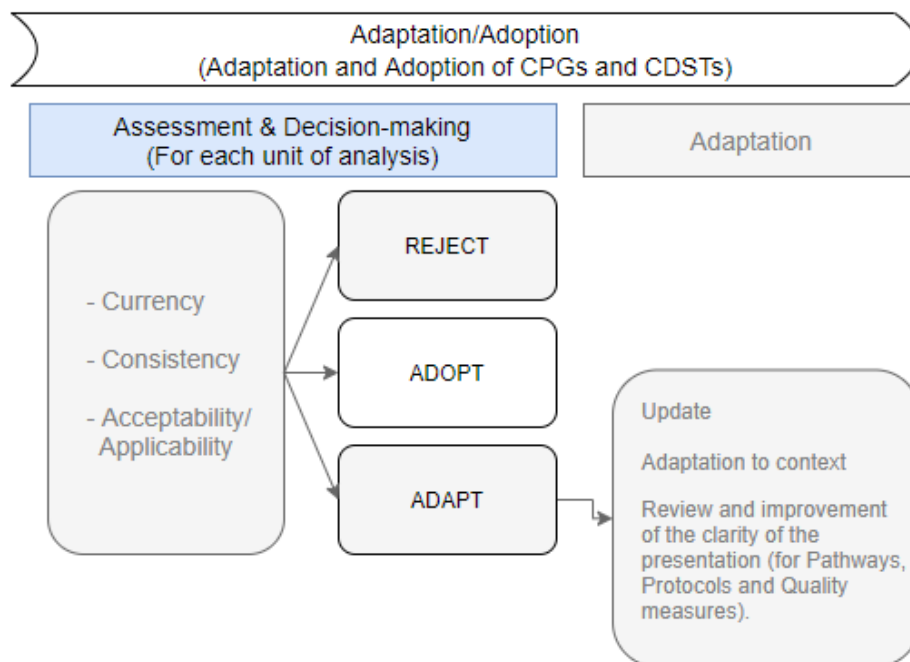 Adaptation/Adoption
(Adaptation and Adoption of CPGs and CDSTs)
Assessment & Decision-making
(For each unit of analysis)
Adaptation
- Currency
- Consistency
- Acceptability/
Applicability
REJECT
ADOPT
ADAPT
Update
Adaptation to context
Review and improvement
of the clarity of the
presentation (for Pathways,
Protocols and Quality
measures).